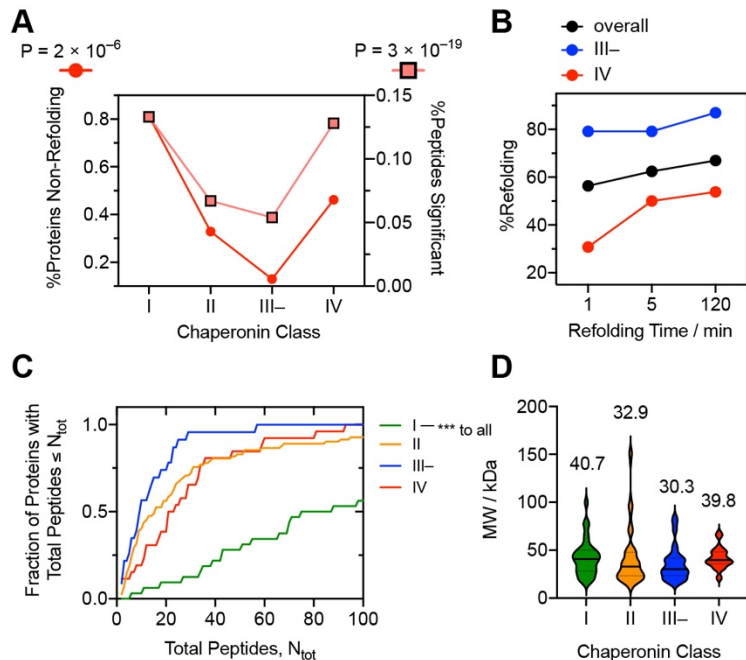 A
P = 2 × 10⁻⁶
P = 3 × 10⁻¹⁹
%Proteins Non-Refolding
0.8
0.6
0.4
0.2
0.15
0.10
0.05
0.00
%Peptides Significant
I II III– IV
Chaperonin Class
B
overall
III–
IV
%Refolding
80
60
40
20
1 5 120
Refolding Time / min
C
Fraction of Proteins with
Total Peptides ≤ Nₜₒₜ
1.0
0.5
0.0
0 20 40 60 80 100
Total Peptides, Nₜₒₜ
I — *** to all
II
III–
IV
D
MW / kDa
200
150
100
50
0
40.7
32.9
30.3
39.8
I II III– IV
Chaperonin Class